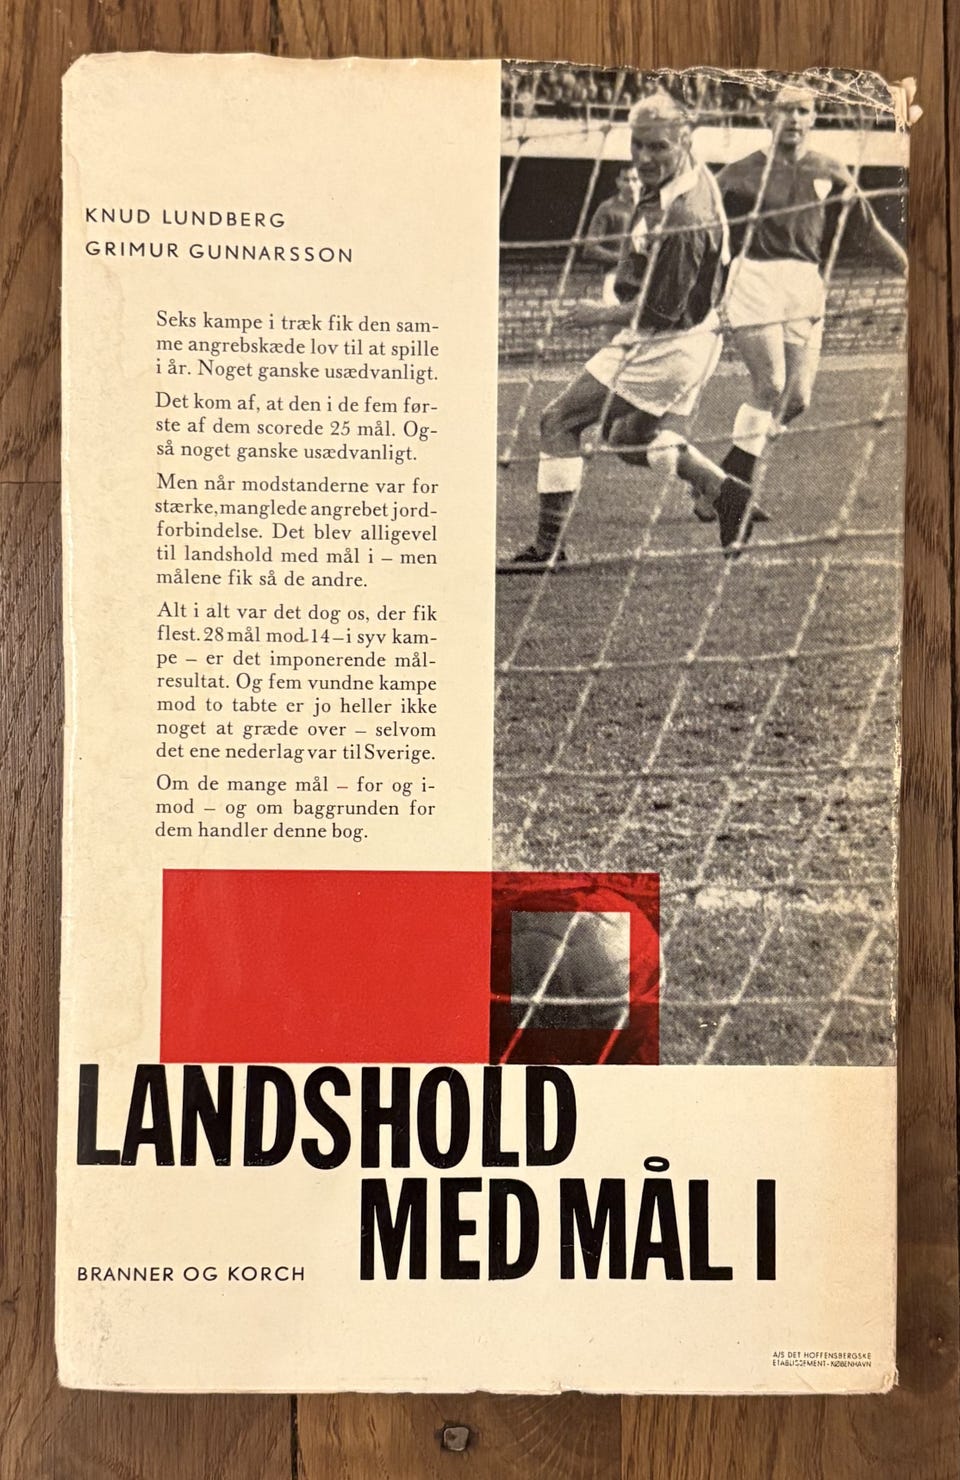 KNUD LUNDBERG
GRIMUR GUNNARSSON
Seks kampe i træk fik den sam-
me angrebskæde lov til at spille
i år. Noget ganske usædvanligt.
Det kom af, at den i de fem før-
ste af dem scorede 25 mål. Og-
så noget ganske usædvanligt.
Men når modstanderne var for
stærke, manglede angrebet jord-
forbindelse. Det blev alligevel
til landshold med mål i – men
målene fik så de andre.
Alt i alt var det dog os, der fik
flest. 28 mål mod 14 – i syv kam-
pe – er det imponerende mål-
resultat. Og fem vundne kampe
mod to tabte er jo heller ikke
noget at græde over – selvom
det ene nederlag var til Sverige.
Om de mange mål – for og i-
mod – og om baggrunden for
dem handler denne bog.
LANDSHOLD
MED MÅL I
BRANNER OG KORCH
A/S DET HOFFENSBERGSKE
ETABLISSEMENT - KØBENHAVN